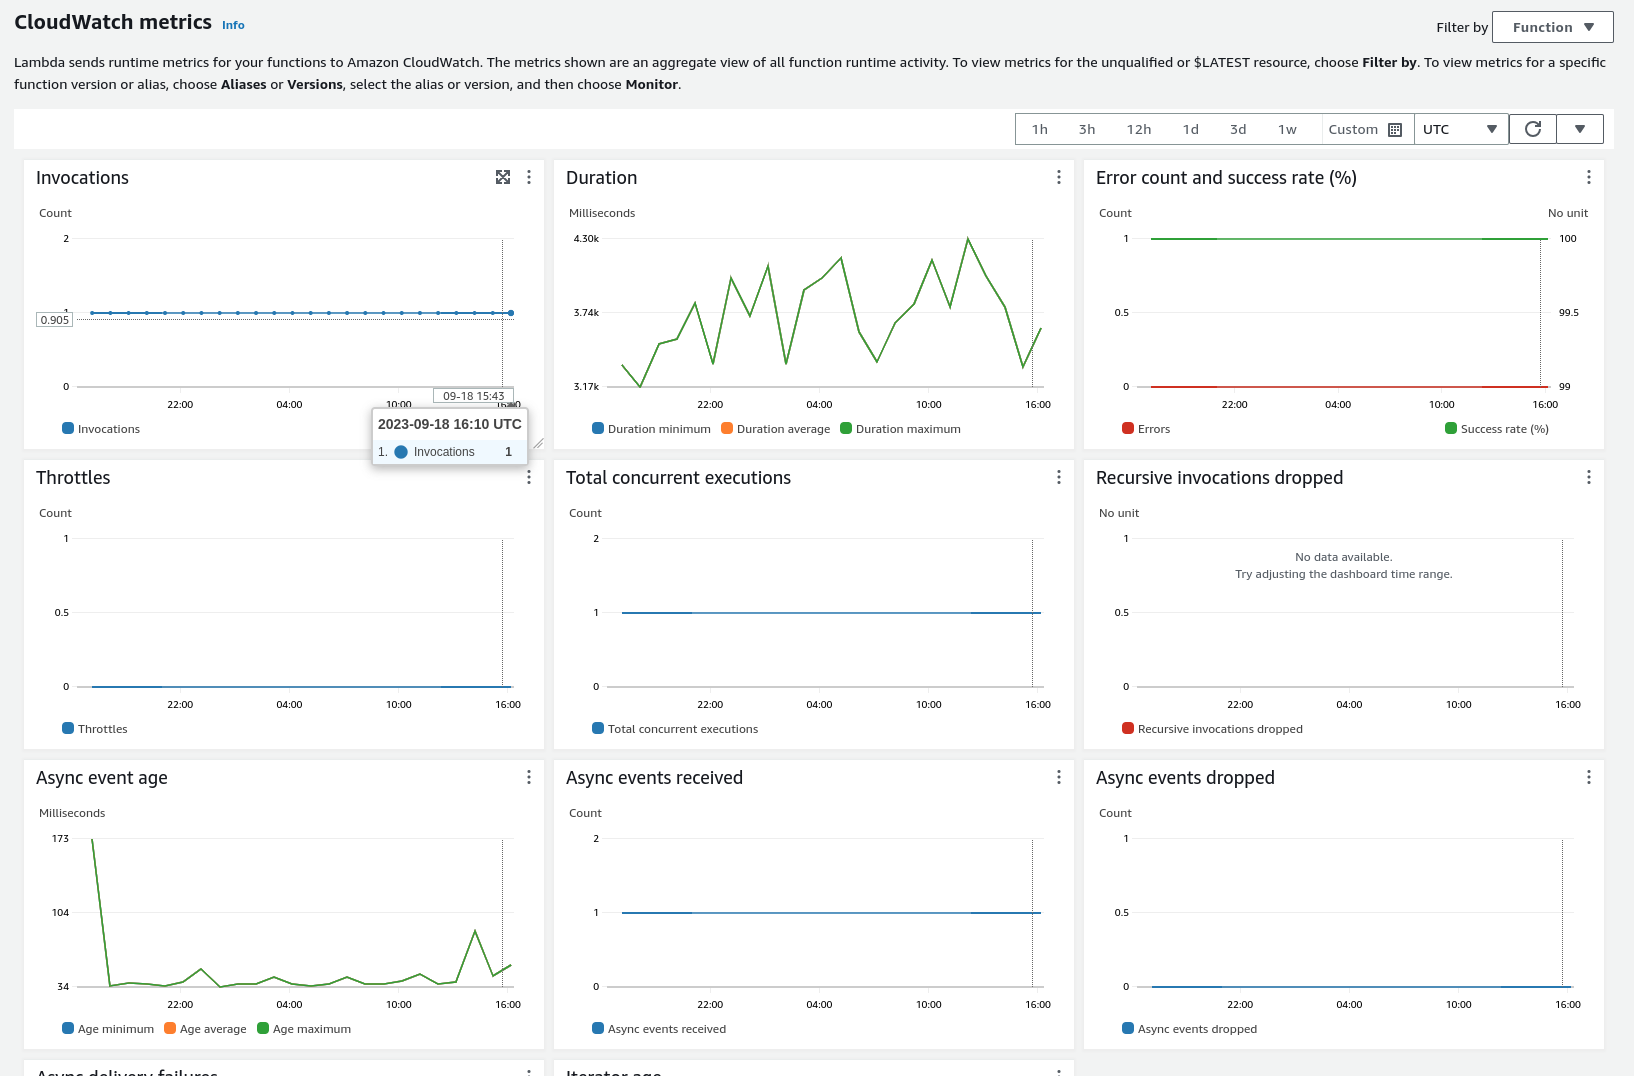 CloudWatch metrics Info
Filter by Function
Lambda sends runtime metrics for your functions to Amazon CloudWatch. The metrics shown are an aggregate view of all function runtime activity. To view metrics for the unqualified or $LATEST resource, choose Filter by. To view metrics for a specific
function version or alias, choose Aliases or Versions, select the alias or version, and then choose Monitor.
1h 3h 12h 1d 3d 1w Custom UTC
Invocations
Count
2
1
0.905
0
22:00 04:00 10:00
09-18 15:43
2023-09-18 16:10 UTC
1. Invocations 1
Invocations
Duration
Milliseconds
4.30k
3.74k
3.17k
22:00 04:00 10:00 16:00
Duration minimum Duration average Duration maximum
Error count and success rate (%)
Count No unit
1 100
0.5 99.5
0 99
22:00 04:00 10:00 16:00
Errors Success rate (%)
Throttles
Count
1
0.5
0
22:00 04:00 10:00 16:00
Throttles
Total concurrent executions
Count
2
1
0
22:00 04:00 10:00 16:00
Total concurrent executions
Recursive invocations dropped
No unit
1
No data available.
Try adjusting the dashboard time range.
0.5
0
22:00 04:00 10:00 16:00
Recursive invocations dropped
Async event age
Milliseconds
173
104
34
22:00 04:00 10:00 16:00
Age minimum Age average Age maximum
Async events received
Count
2
1
0
22:00 04:00 10:00 16:00
Async events received
Async events dropped
Count
1
0.5
0
22:00 04:00 10:00 16:00
Async events dropped
Async delivery failures
Iterator age